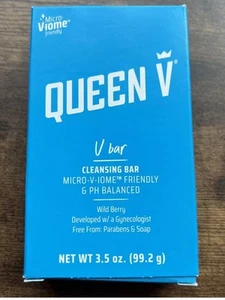 Micro
Viome™
friendly
QUEEN V®
V bar
CLEANSING BAR
MICRO-V-IOME™ FRIENDLY
& PH BALANCED
Wild Berry
Developed w/ a Gynecologist
Free From: Parabens & Soap
NET WT 3.5 oz. (99.2 g)